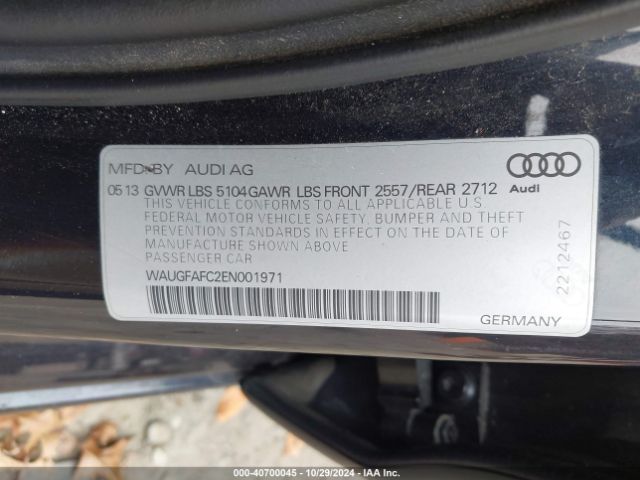 MFD BY AUDI AG
05 13 GVWR LBS 5104 GAWR LBS FRONT 2557/REAR 2712
Audi
THIS VEHICLE CONFORMS TO ALL APPLICABLE U.S
FEDERAL MOTOR VEHICLE SAFETY, BUMPER AND THEFT
PREVENTION STANDARDS IN EFFECT ON THE DATE OF
MANUFACTURE SHOWN ABOVE
PASSENGER CAR
WAUGFAFC2EN001971
2212467
GERMANY
000-40700045 - 10/29/2024 - IAAI.COM